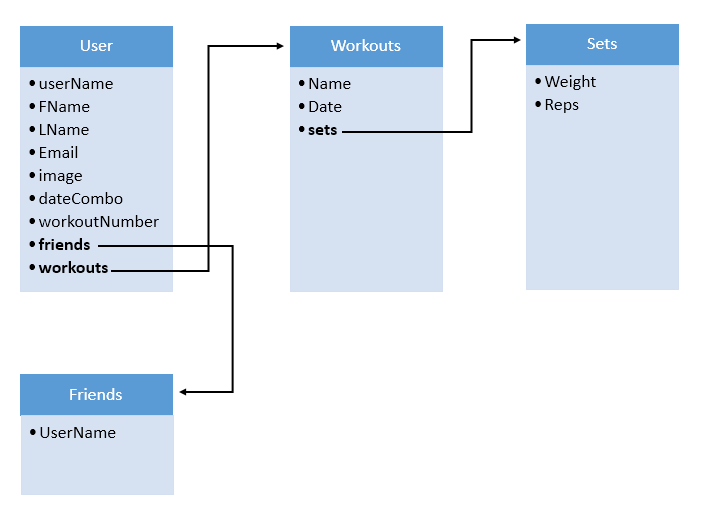 User
• userName
• FName
• LName
• Email
• image
• dateCombo
• workoutNumber
• friends
• workouts
Workouts
• Name
• Date
• sets
Sets
• Weight
• Reps
Friends
• UserName